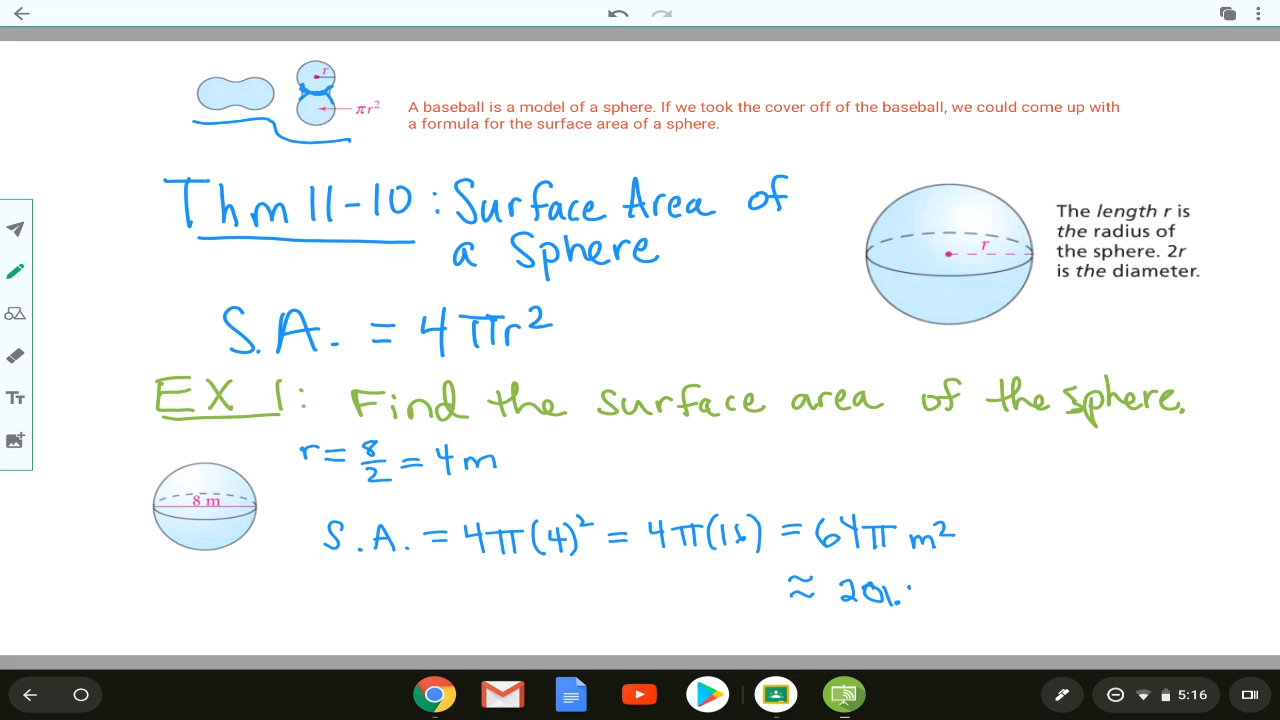 r
πr²
A baseball is a model of a sphere. If we took the cover off of the baseball, we could come up with
a formula for the surface area of a sphere.
Thm 11-10: Surface Area of
a Sphere
r
The length r is
the radius of
the sphere. 2r
is the diameter.
S.A. = 4πr²
EX 1: Find the surface area of the sphere.
r = 8/2 = 4m
8 m
S.A. = 4π(4)² = 4π(16) = 64π m²
≈ 201.
Tт
5:16